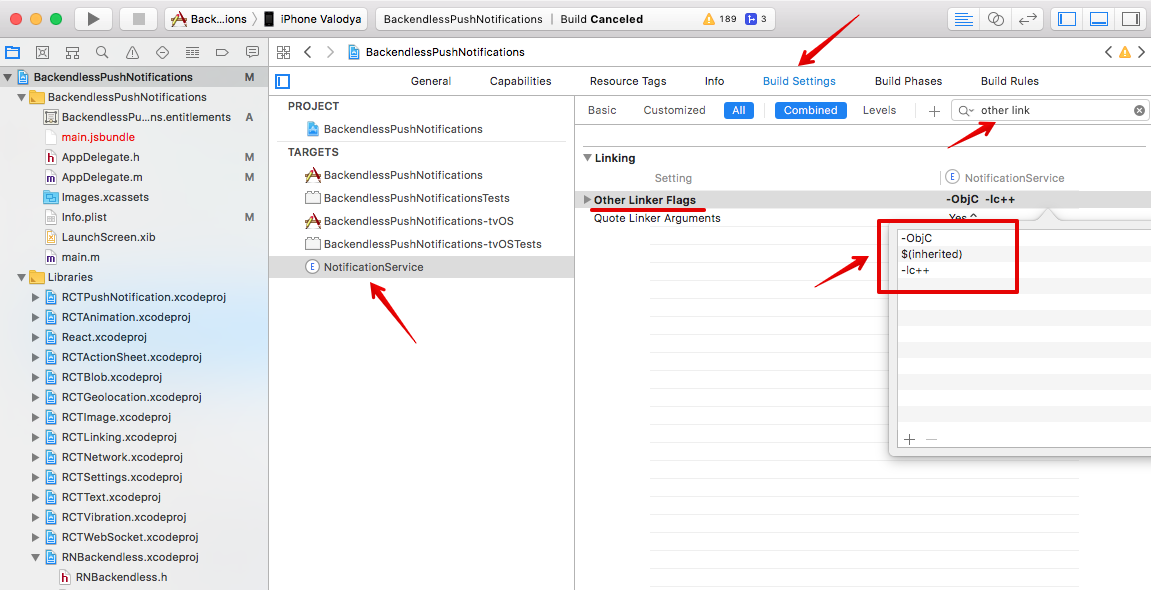 Back...ions
iPhone Valodya
BackendlessPushNotifications | Build Canceled
189
3
BackendlessPushNotifications
BackendlessPushNotifications M
BackendlessPushNotifications
BackendlessPu...ns.entitlements A
main.jsbundle
AppDelegate.h M
AppDelegate.m M
Images.xcassets
Info.plist M
LaunchScreen.xib
main.m
Libraries
RCTPushNotification.xcodeproj
RCTAnimation.xcodeproj
React.xcodeproj
RCTActionSheet.xcodeproj
RCTBlob.xcodeproj
RCTGeolocation.xcodeproj
RCTImage.xcodeproj
RCTLinking.xcodeproj
RCTNetwork.xcodeproj
RCTSettings.xcodeproj
RCTText.xcodeproj
RCTVibration.xcodeproj
RCTWebSocket.xcodeproj
RNBackendless.xcodeproj
RNBackendless.h
General Capabilities Resource Tags Info Build Settings Build Phases Build Rules
PROJECT
BackendlessPushNotifications
TARGETS
BackendlessPushNotifications
BackendlessPushNotificationsTests
BackendlessPushNotifications-tvOS
BackendlessPushNotifications-tvOSTests
E NotificationService
Basic Customized All Combined Levels + other link
Linking
Setting E NotificationService
Other Linker Flags -ObjC -lc++
Quote Linker Arguments Yes
-ObjC
$(inherited)
-lc++